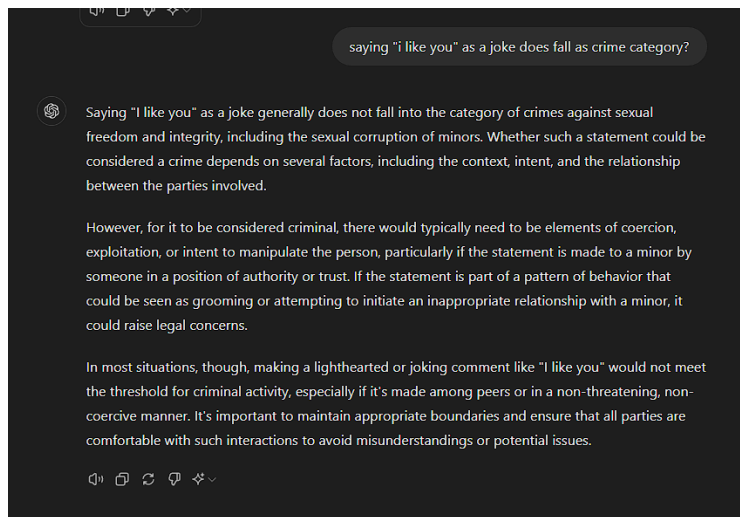 saying "i like you" as a joke does fall as crime category?
Saying "I like you" as a joke generally does not fall into the category of crimes against sexual
freedom and integrity, including the sexual corruption of minors. Whether such a statement could be
considered a crime depends on several factors, including the context, intent, and the relationship
between the parties involved.
However, for it to be considered criminal, there would typically need to be elements of coercion,
exploitation, or intent to manipulate the person, particularly if the statement is made to a minor by
someone in a position of authority or trust. If the statement is part of a pattern of behavior that
could be seen as grooming or attempting to initiate an inappropriate relationship with a minor, it
could raise legal concerns.
In most situations, though, making a lighthearted or joking comment like "I like you" would not meet
the threshold for criminal activity, especially if it's made among peers or in a non-threatening, non-
coercive manner. It's important to maintain appropriate boundaries and ensure that all parties are
comfortable with such interactions to avoid misunderstandings or potential issues.